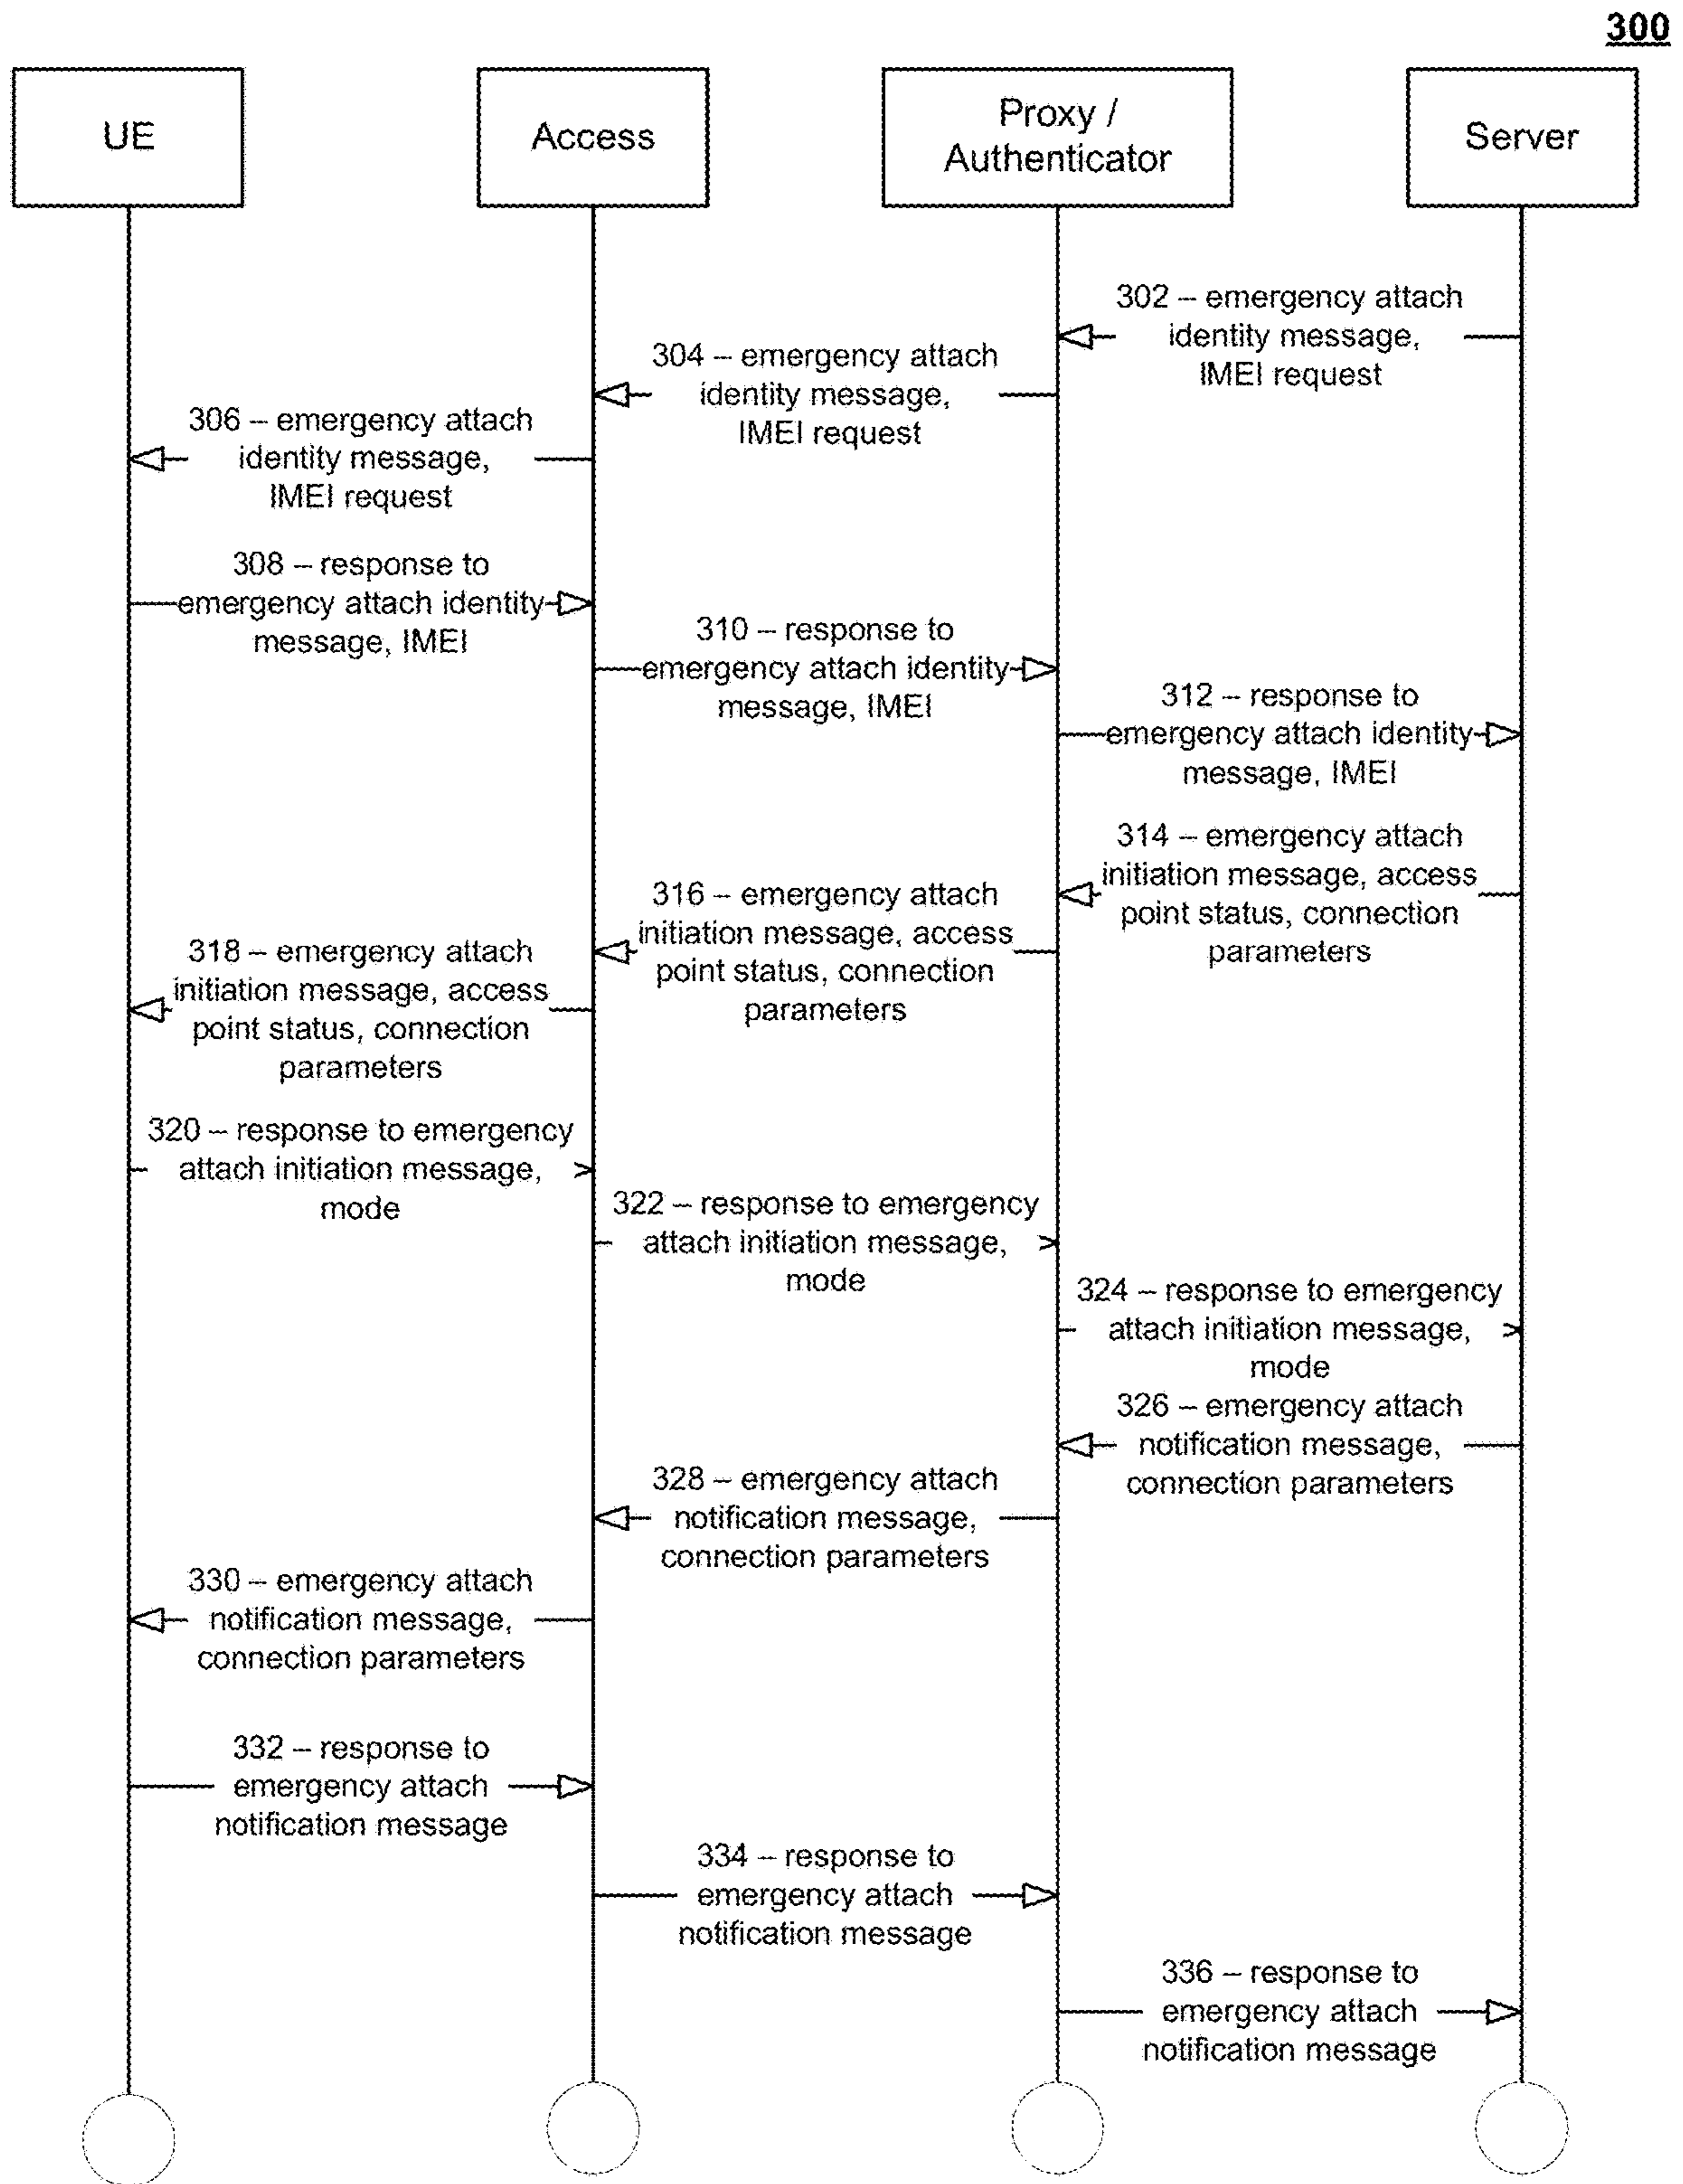 300
UE
Access
Proxy /
Authenticator
Server
302 – emergency attach
identity message,
IMEI request
304 – emergency attach
identity message,
IMEI request
306 – emergency attach
identity message,
IMEI request
308 – response to
emergency attach identity
message, IMEI
310 – response to
emergency attach identity
message, IMEI
312 – response to
emergency attach identity
message, IMEI
314 – emergency attach
initiation message, access
point status, connection
parameters
316 – emergency attach
initiation message, access
point status, connection
parameters
318 – emergency attach
initiation message, access
point status, connection
parameters
320 – response to emergency
attach initiation message,
mode
322 – response to emergency
attach initiation message,
mode
324 – response to emergency
attach initiation message,
mode
326 – emergency attach
notification message,
connection parameters
328 – emergency attach
notification message,
connection parameters
330 – emergency attach
notification message,
connection parameters
332 – response to
emergency attach
notification message
334 – response to
emergency attach
notification message
336 – response to
emergency attach
notification message